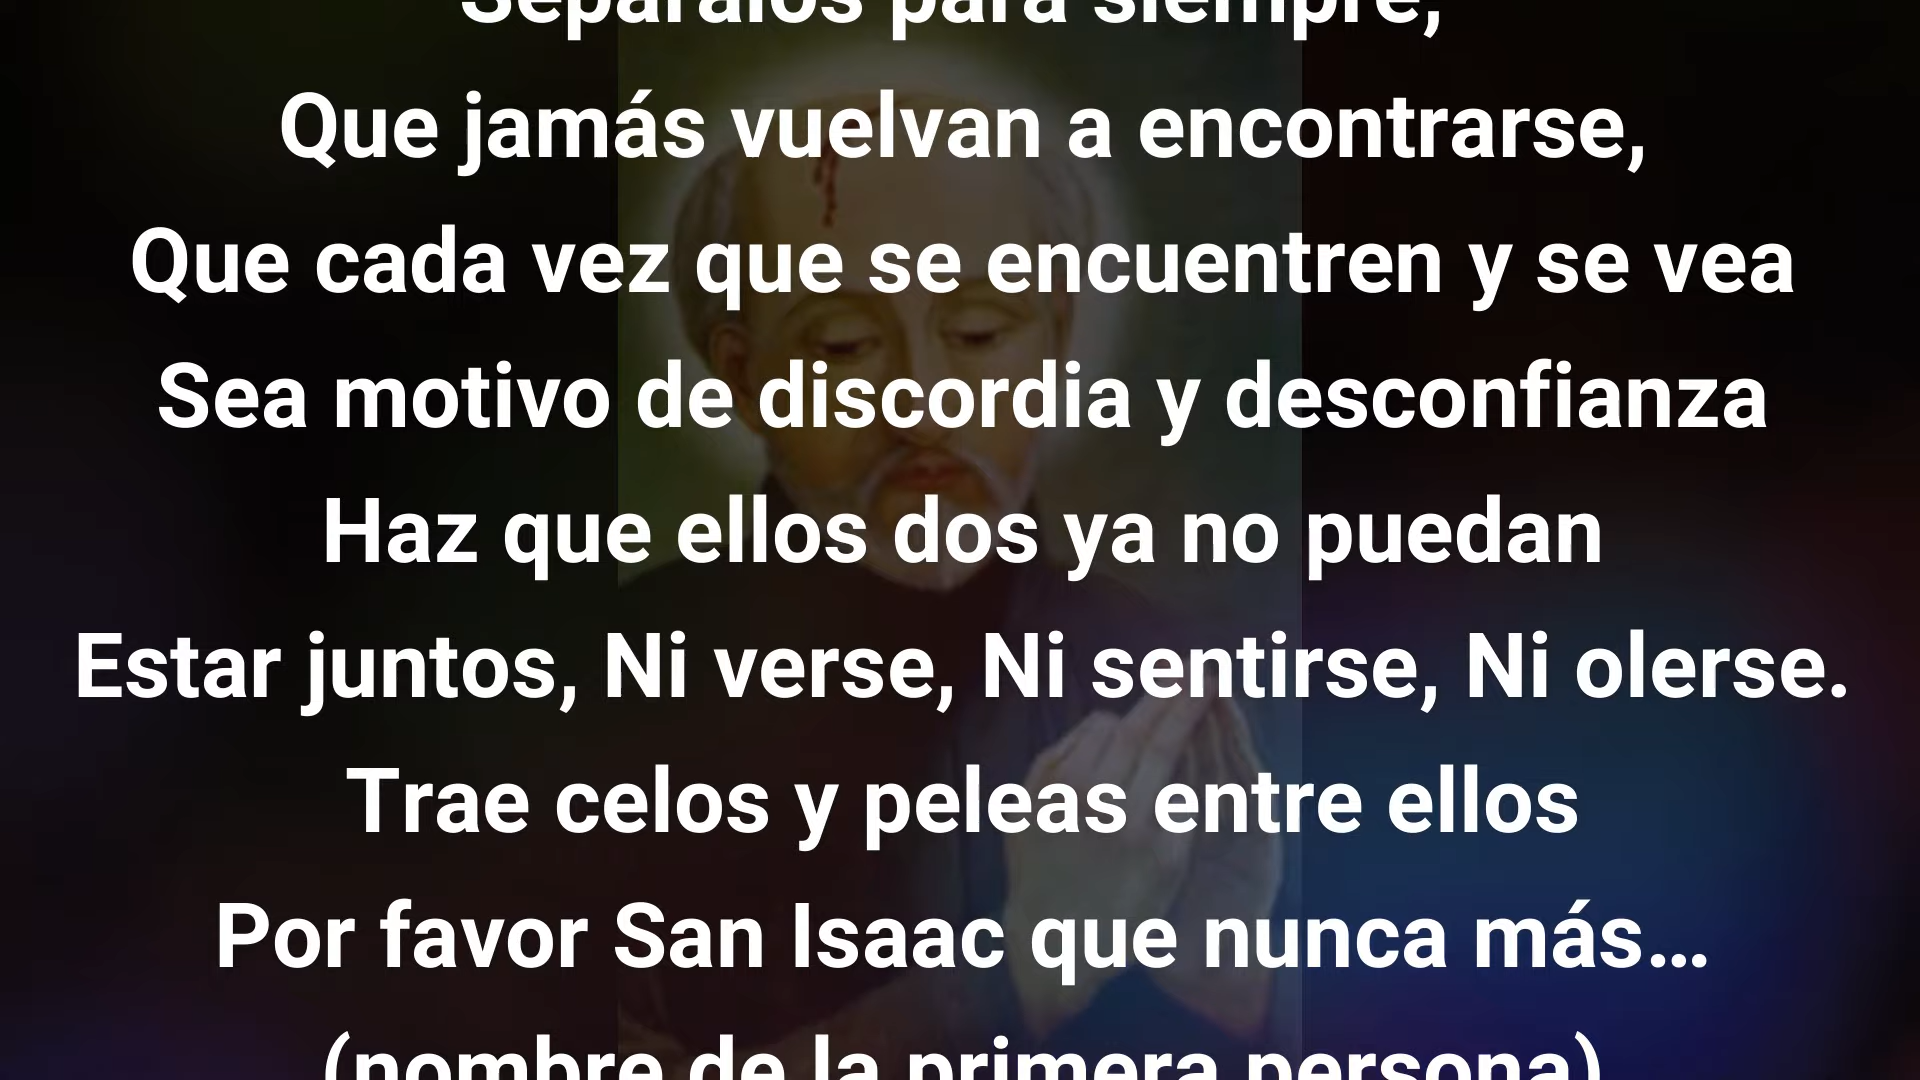 Sepáralos para siempre,
Que jamás vuelvan a encontrarse,
Que cada vez que se encuentren y se vea
Sea motivo de discordia y desconfianza
Haz que ellos dos ya no puedan
Estar juntos, Ni verse, Ni sentirse, Ni olerse.
Trae celos y peleas entre ellos
Por favor San Isaac que nunca más…
(nombre de la primera persona)